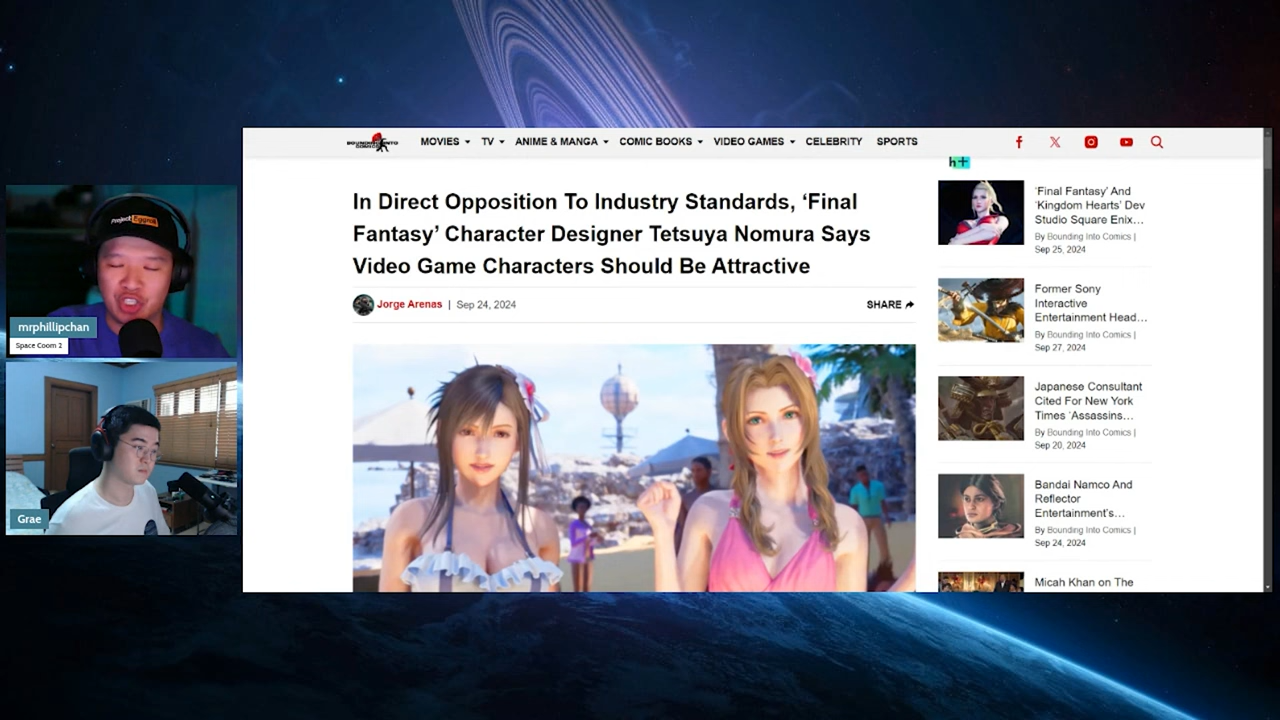 BOUNDING INTO
COMICS
MOVIES
TV
ANIME & MANGA
COMIC BOOKS
VIDEO GAMES
CELEBRITY
SPORTS
h+
In Direct Opposition To Industry Standards, ‘Final
Fantasy’ Character Designer Tetsuya Nomura Says
Video Game Characters Should Be Attractive
Jorge Arenas | Sep 24, 2024
SHARE
‘Final Fantasy’ And
‘Kingdom Hearts’ Dev
Studio Square Enix…
By Bounding Into Comics |
Sep 25, 2024
Former Sony
Interactive
Entertainment Head…
By Bounding Into Comics |
Sep 27, 2024
Japanese Consultant
Cited For New York
Times ‘Assassins…
By Bounding Into Comics |
Sep 20, 2024
Bandai Namco And
Reflector
Entertainment’s…
By Bounding Into Comics |
Sep 24, 2024
Micah Khan on The
mrphillipchan
Space Coom 2
Grae